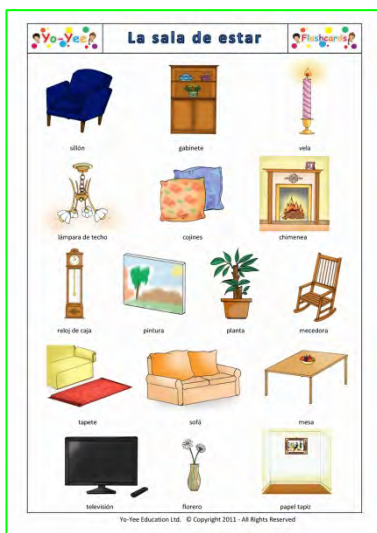 Yo-Yee La sala de estar Flashcards
sillón gabinete vela
lámpara de techo cojines chimenea
reloj de caja pintura planta mecedora
tapete sofá mesa
televisión florero papel tapiz
Yo-Yee Education Ltd. © Copyright 2011 - All Rights Reserved